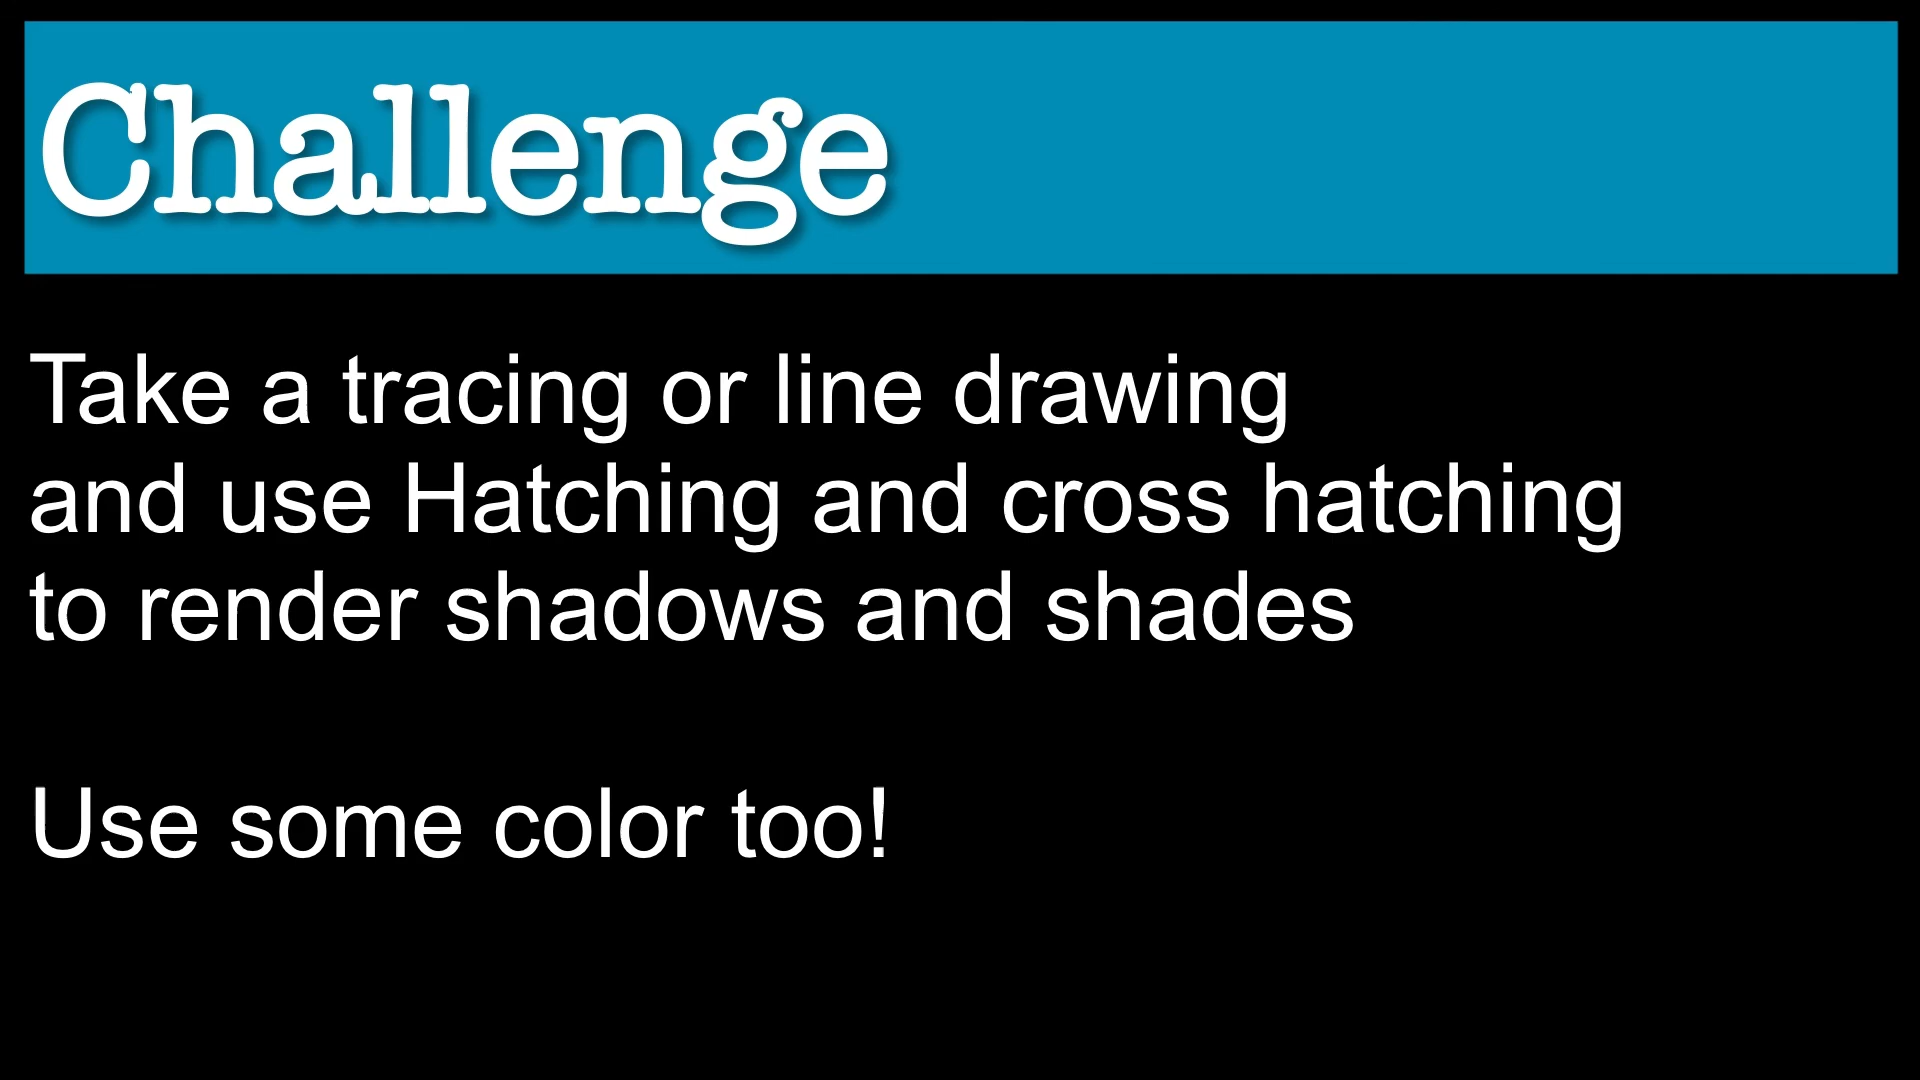 Challenge
Take a tracing or line drawing
and use Hatching and cross hatching
to render shadows and shades
Use some color too!